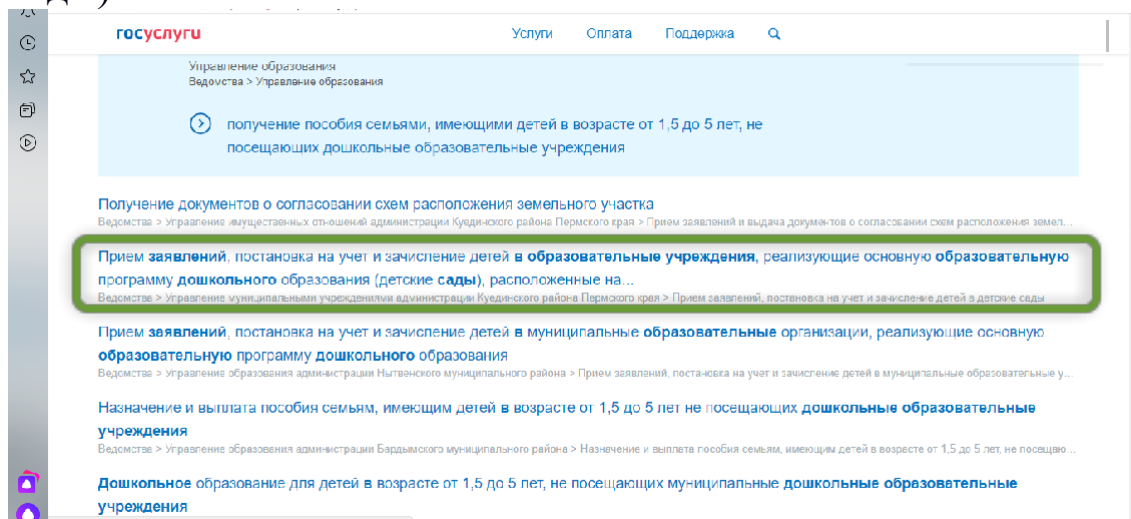 госуслуги Услуги Оплата Поддержка
Управление образования
Ведомства > Управление образования
получение пособия семьями, имеющими детей в возрасте от 1,5 до 5 лет, не
посещающих дошкольные образовательные учреждения
Получение документов о согласовании схем расположения земельного участка
Ведомства > Управление имущественных отношений администрации Куединского района Пермского края > Прием заявлений и выдача документов о согласовании схем расположения земел...
Прием заявлений, постановка на учет и зачисление детей в образовательные учреждения, реализующие основную образовательную
программу дошкольного образования (детские сады), расположенные на...
Ведомства > Управление муниципальными учреждениями администрации Куединского района Пермского края > Прием заявлений, постановка на учет и зачисление детей в детские сады
Прием заявлений, постановка на учет и зачисление детей в муниципальные образовательные организации, реализующие основную
образовательную программу дошкольного образования
Ведомства > Управление образования администрации Нытвенского муниципального района > Прием заявлений, постановка на учет и зачисление детей в муниципальные образовательные у...
Назначение и выплата пособия семьям, имеющим детей в возрасте от 1,5 до 5 лет не посещающих дошкольные образовательные
учреждения
Ведомства > Управление образования администрации Бардымского муниципального района > Назначение и выплата пособия семьям, имеющим детей в возрасте от 1,5 до 5 лет, не посещаю...
Дошкольное образование для детей в возрасте от 1,5 до 5 лет, не посещающих муниципальные дошкольные образовательные
учреждения